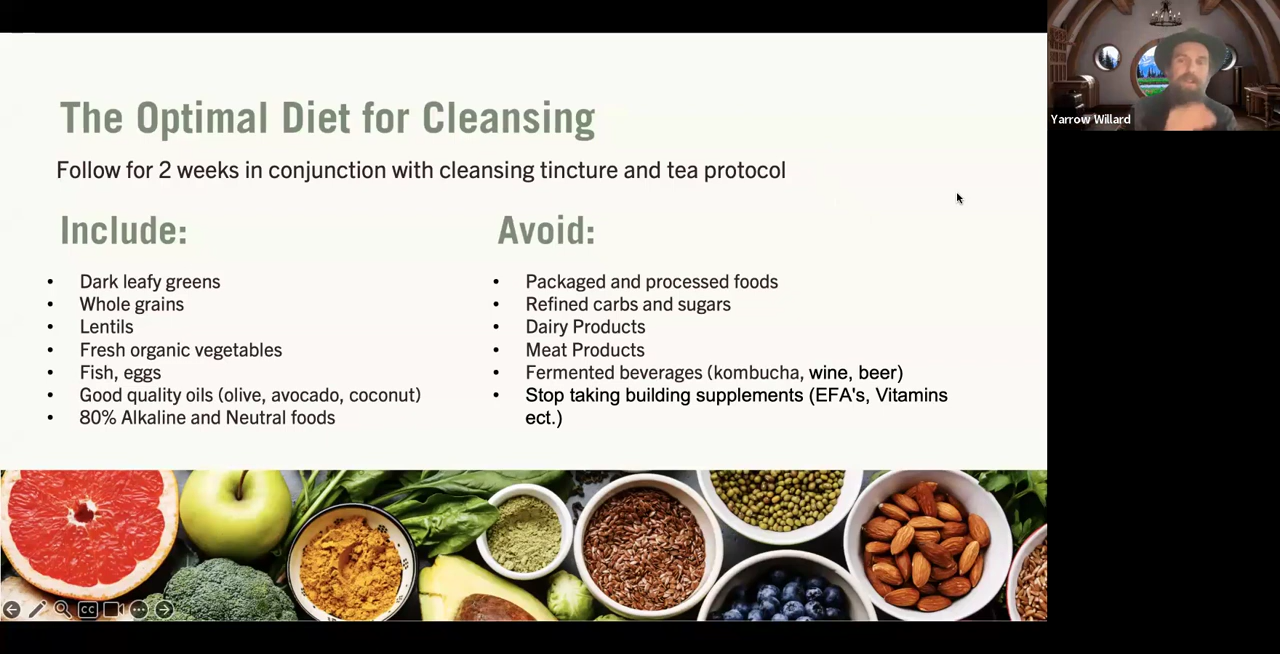 The Optimal Diet for Cleansing
Follow for 2 weeks in conjunction with cleansing tincture and tea protocol
Include:
• Dark leafy greens
• Whole grains
• Lentils
• Fresh organic vegetables
• Fish, eggs
• Good quality oils (olive, avocado, coconut)
• 80% Alkaline and Neutral foods
Avoid:
• Packaged and processed foods
• Refined carbs and sugars
• Dairy Products
• Meat Products
• Fermented beverages (kombucha, wine, beer)
• Stop taking building supplements (EFA's, Vitamins
ect.)
Yarrow Willard
CC